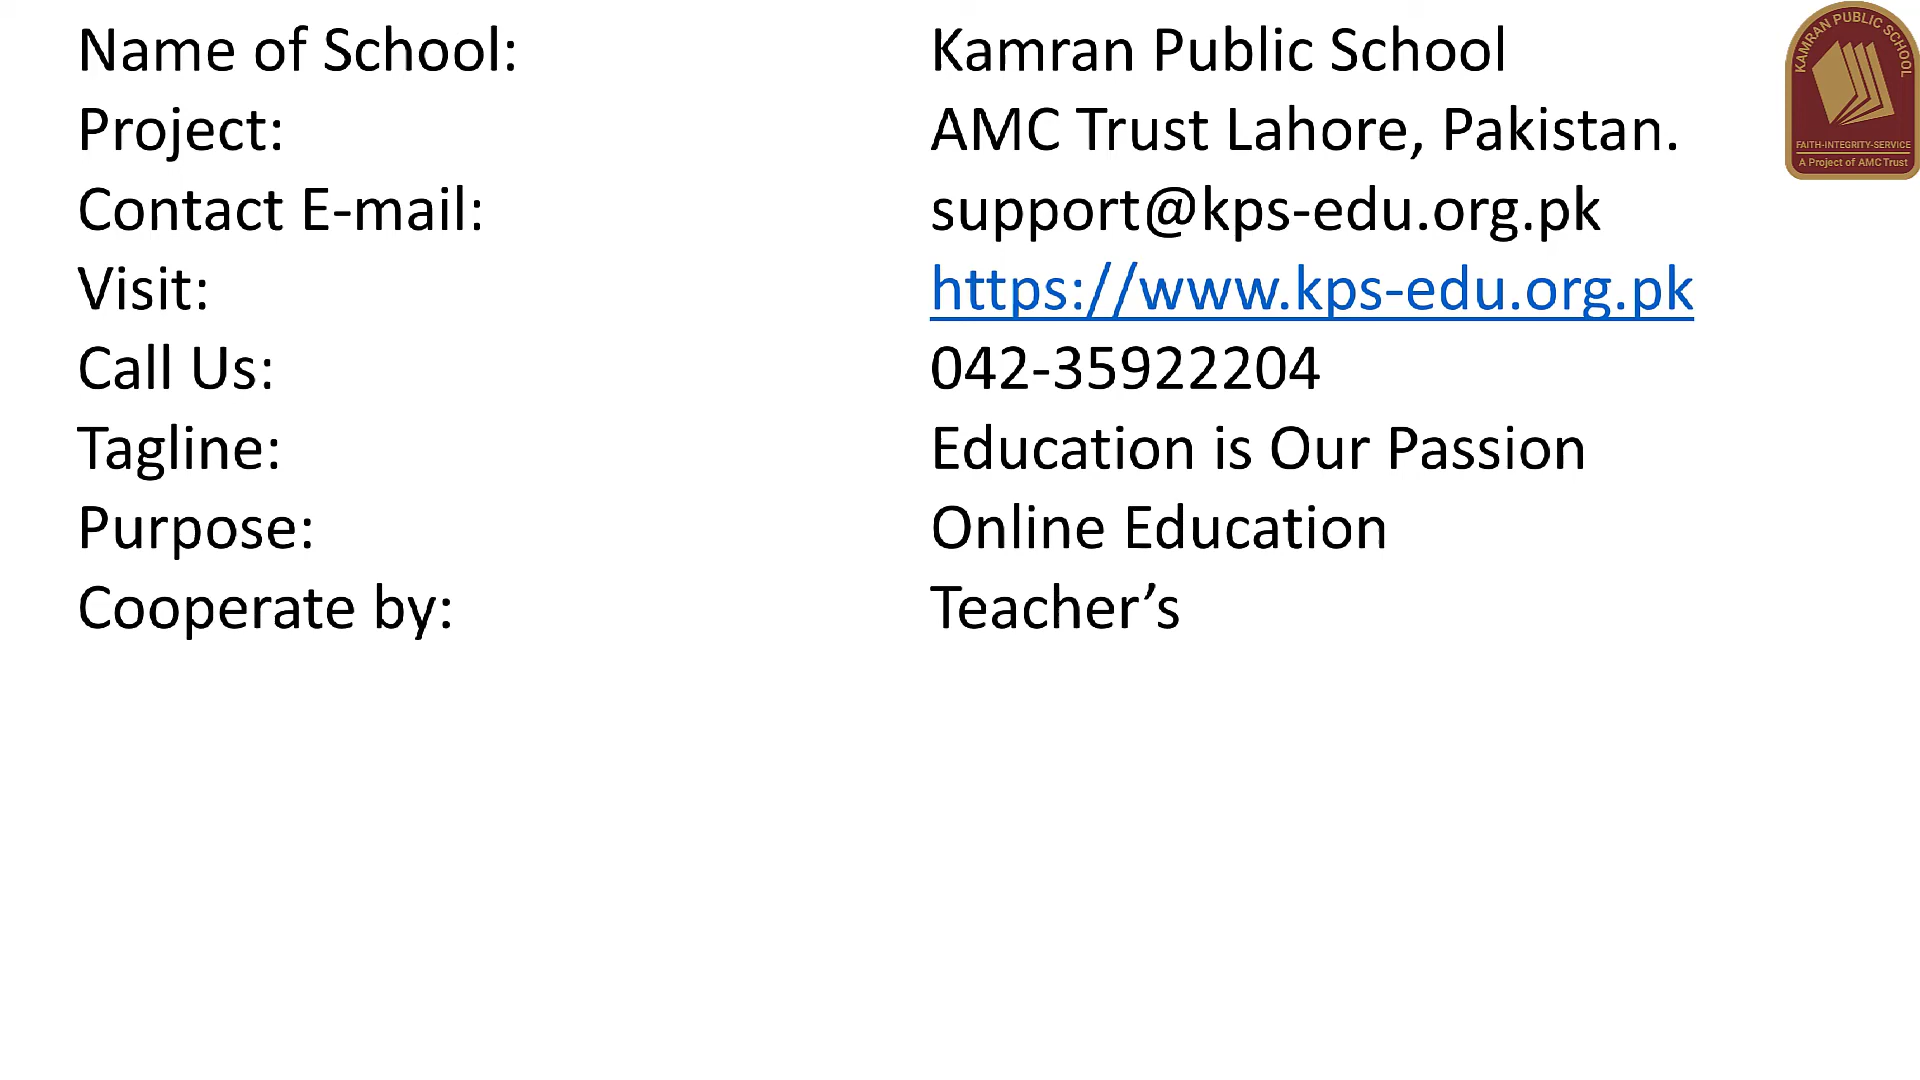 Name of School: Kamran Public School
Project: AMC Trust Lahore, Pakistan.
Contact E-mail: support@kps-edu.org.pk
Visit: https://www.kps-edu.org.pk
Call Us: 042-35922204
Tagline: Education is Our Passion
Purpose: Online Education
Cooperate by: Teacher’s
KAMRAN PUBLIC SCHOOL
FAITH-INTEGRITY-SERVICE
A Project of AMC Trust